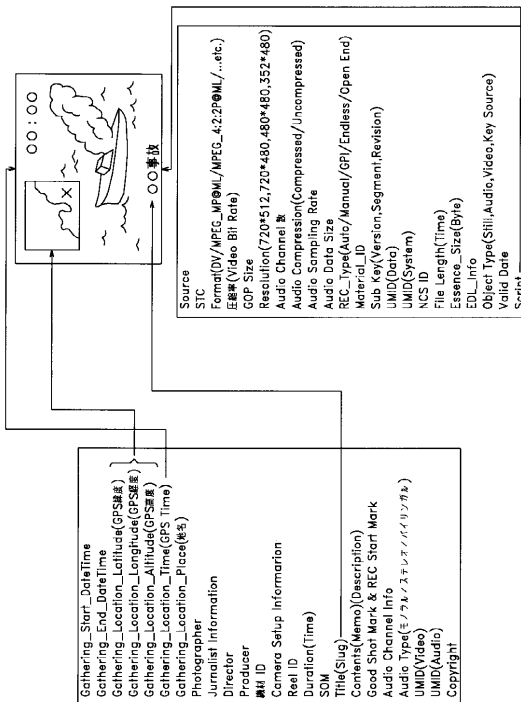 00:00
○○事故
Gathering_Start_DateTime
Gathering_End_DateTime
Gathering_Location_Latitude(GPS緯度)
Gathering_Location_Longitude(GPS経度)
Gathering_Location_Altitude(GPS高度)
Gathering_Location_Time(GPS Time)
Gathering_Location_Place(地名)
Photographer
Jurnalist Information
Director
Producer
機材 ID
Camera Setup Informarion
Reel ID
Duration(Time)
SOM
Title(Slug)
Contents(Memo)(Description)
Good Shot Mark & REC Start Mark
Audio Channel Info
Audio Type(モノラル/ステレオ/バイリンガル)
UMID(Video)
UMID(Audio)
Copyright
Source
STC
Format(DV/MPEG_MP@ML/MPEG_4:2:2P@ML/...etc.)
圧縮率(Video Bit Rate)
GOP Size
Resolution(720*512,720*480,480*480,352*480)
Audio Channel 数
Audio Compression(Compressed/Uncompressed)
Audio Sampling Rate
Audio Data Size
REC_Type(Auto/Manual/GPI/Endless/Open End)
Material_ID
Sub Key(Version,Segment,Revision)
UMID(Data)
UMID(System)
NCS ID
File Length(Time)
Essence_Size(Byte)
EDL_Info
Object Type(Still,Audio,Video,Key Source)
Valid Date
Script